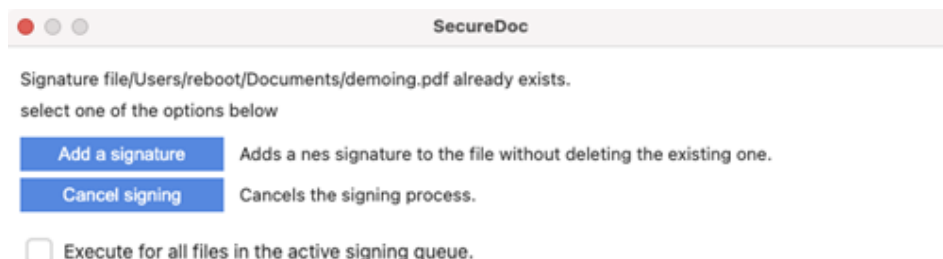 SecureDoc
Signature file/Users/reboot/Documents/demoing.pdf already exists.
select one of the options below
Add a signature Adds a nes signature to the file without deleting the existing one.
Cancel signing Cancels the signing process.
Execute for all files in the active signing queue.